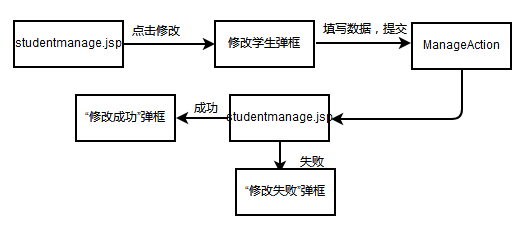 studentmanage.jsp
点击修改
修改学生弹框
填写数据，提交
ManageAction
studentmanage.jsp
成功
“修改成功”弹框
失败
“修改失败”弹框